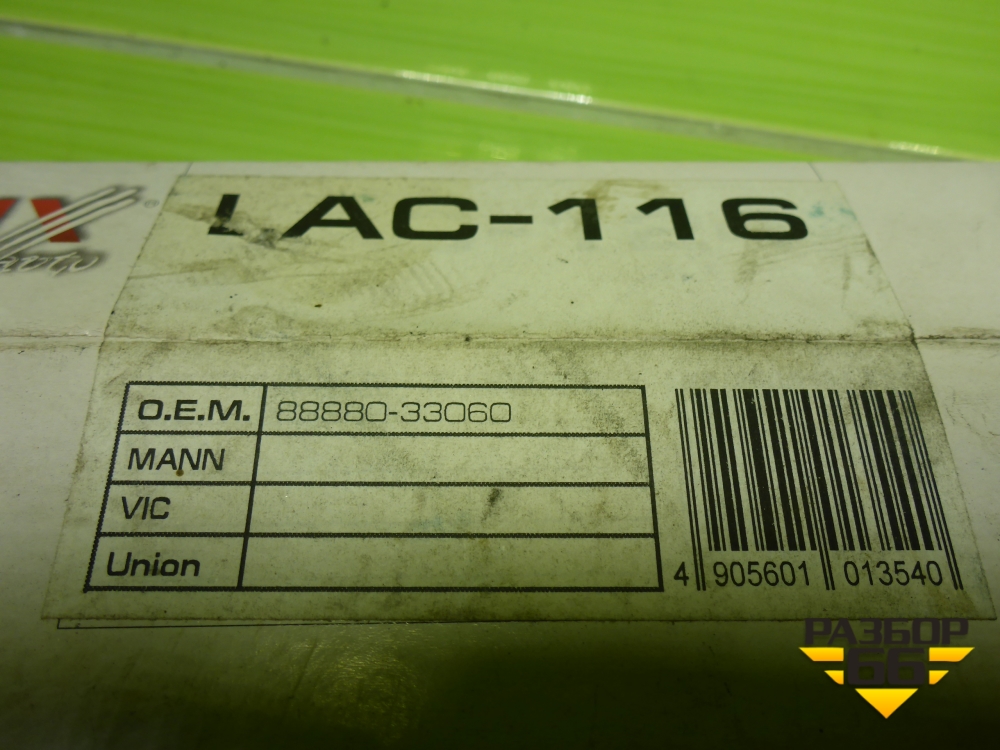 LAC-116
O.E.M. 88880-33060
MANN
VIC
Union
4 905601 013540
РАЗБОР
66